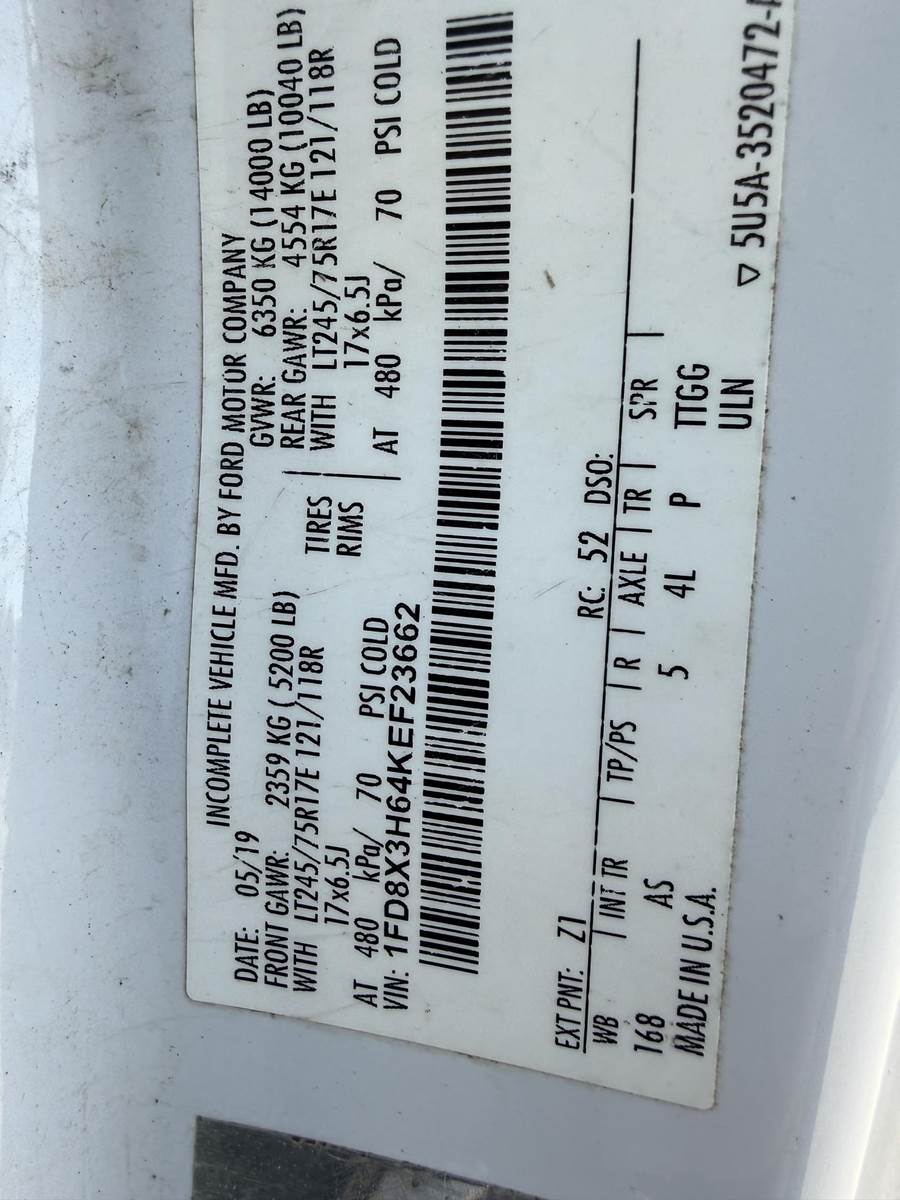 INCOMPLETE VEHICLE MFD. BY FORD MOTOR COMPANY
DATE: 05/19 GVWR: 6350 KG (14000 LB)
FRONT GAWR: 2359 KG ( 5200 LB) REAR GAWR: 4554 KG (10040 LB)
WITH LT245/75R17E 121/118R TIRES WITH LT245/75R17E 121/118R
17x6.5J RIMS 17x6.5J
AT 480 kPa/ 70 PSI COLD AT 480 kPa/ 70 PSI COLD
VIN: 1FD8X3H64KEF23662
EXT PNT: Z1 RC: 52 DSO:
WB INT TR TP/PS R AXLE TR SPR
168 AS 5 4L P TTGG
MADE IN U.S.A. ULN
▽ 5U5A-3520472-